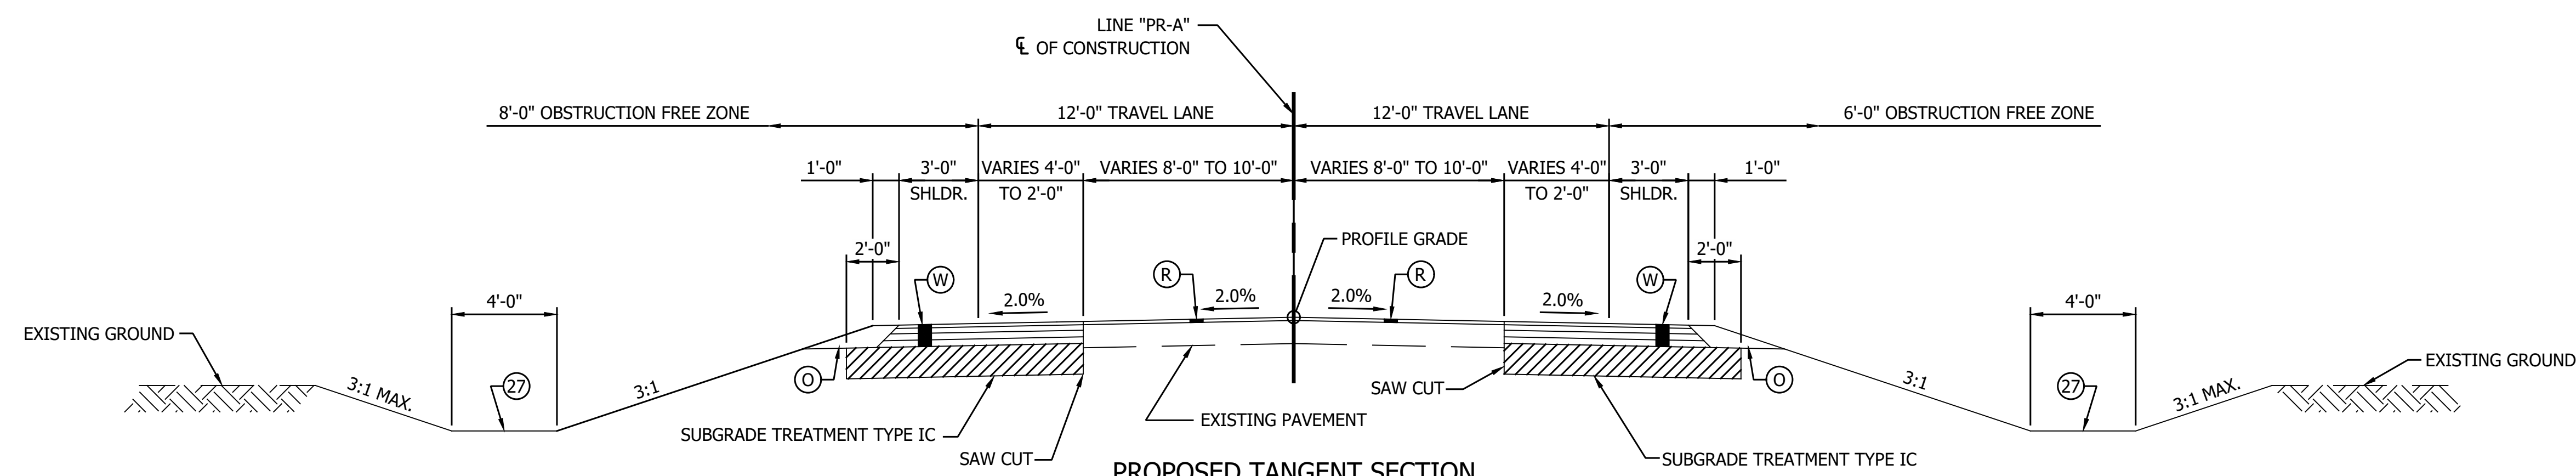 LINE "PR-A"
℄ OF CONSTRUCTION
8'-0" OBSTRUCTION FREE ZONE
12'-0" TRAVEL LANE
12'-0" TRAVEL LANE
6'-0" OBSTRUCTION FREE ZONE
1'-0"
3'-0"
SHLDR.
VARIES 4'-0"
TO 2'-0"
VARIES 8'-0" TO 10'-0"
VARIES 8'-0" TO 10'-0"
VARIES 4'-0"
TO 2'-0"
3'-0"
SHLDR.
1'-0"
2'-0"
PROFILE GRADE
2'-0"
W
R
R
W
4'-0"
2.0%
2.0%
2.0%
2.0%
4'-0"
EXISTING GROUND
EXISTING GROUND
3:1 MAX.
27
3:1
O
SAW CUT
O
3:1
27
3:1 MAX.
SUBGRADE TREATMENT TYPE IC
EXISTING PAVEMENT
SAW CUT
SUBGRADE TREATMENT TYPE IC
PROPOSED TANGENT SECTION